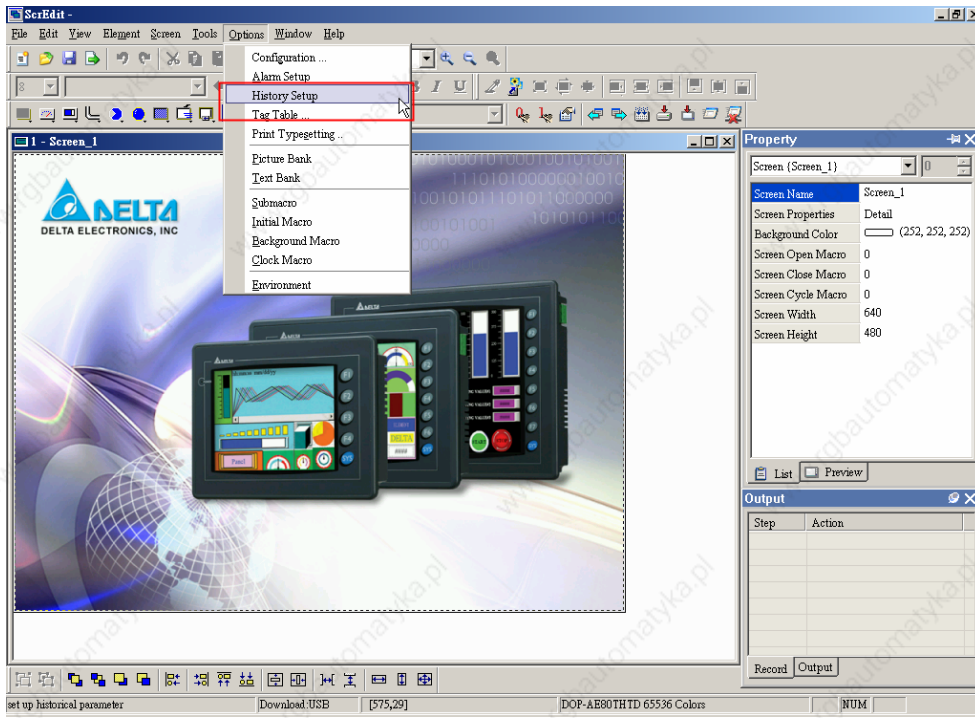 ScrEdit -
File Edit View Element Screen Tools Options Window Help
Configuration ...
Alarm Setup
History Setup
Tag Table ...
Print Typesetting ..
Picture Bank
Text Bank
Submacro
Initial Macro
Background Macro
Clock Macro
Environment
8
I U
1 - Screen_1
DELTA
DELTA ELECTRONICS, INC
Property
Screen {Screen_1}
0
Screen Name Screen_1
Screen Properties Detail
Background Color (252, 252, 252)
Screen Open Macro 0
Screen Close Macro 0
Screen Cycle Macro 0
Screen Width 640
Screen Height 480
List Preview
Output
Step Action
Record Output
set up historical parameter Download:USB [575,29] DOP-AE80THTD 65536 Colors NUM
www.rgbautomatyka.pl